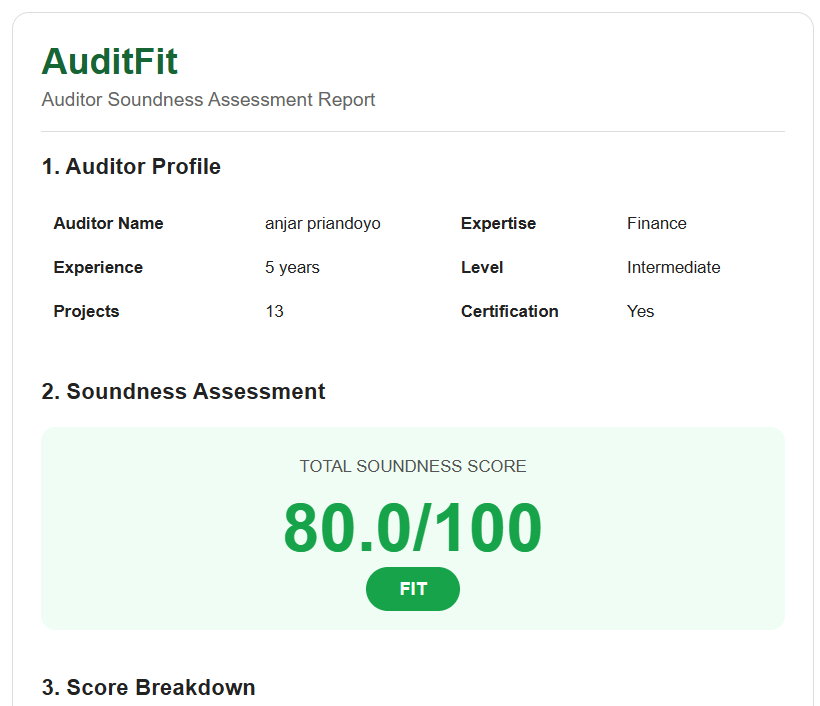 AuditFit
Auditor Soundness Assessment Report
1. Auditor Profile
Auditor Name anjar priandoyo Expertise Finance
Experience 5 years Level Intermediate
Projects 13 Certification Yes
2. Soundness Assessment
TOTAL SOUNDNESS SCORE
80.0/100
FIT
3. Score Breakdown